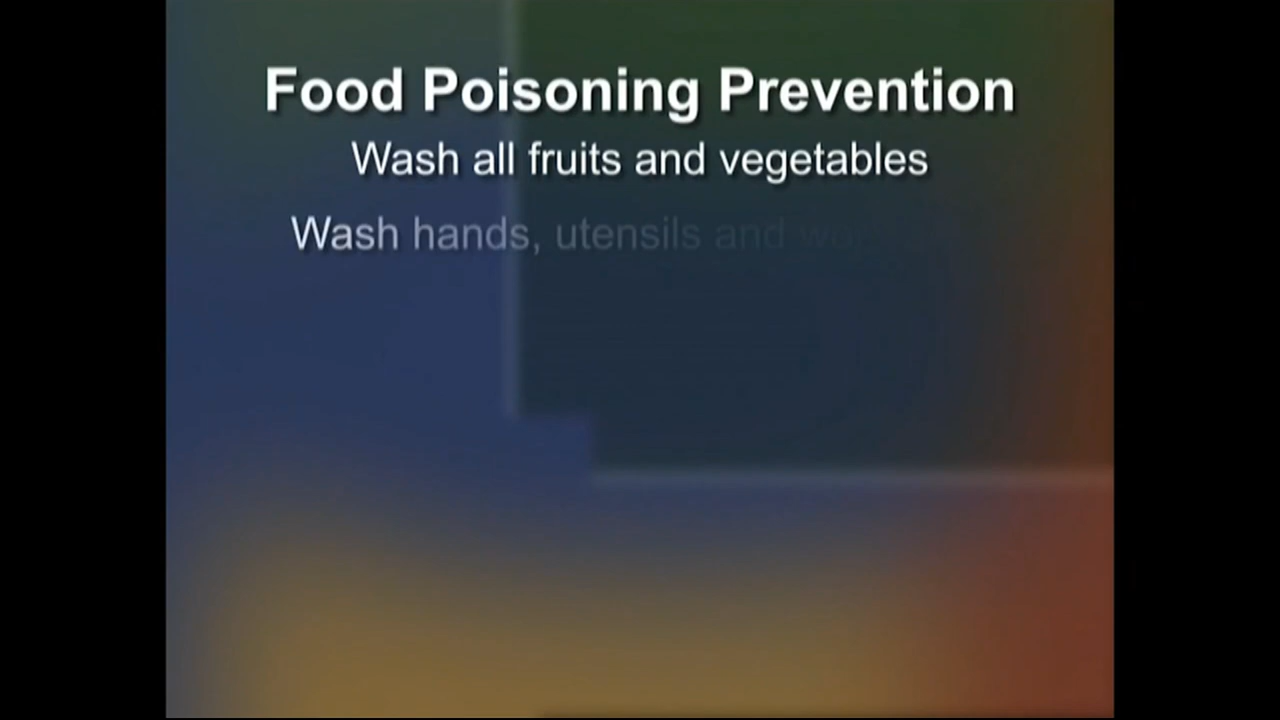 Food Poisoning Prevention
Wash all fruits and vegetables
Wash hands, utensils and